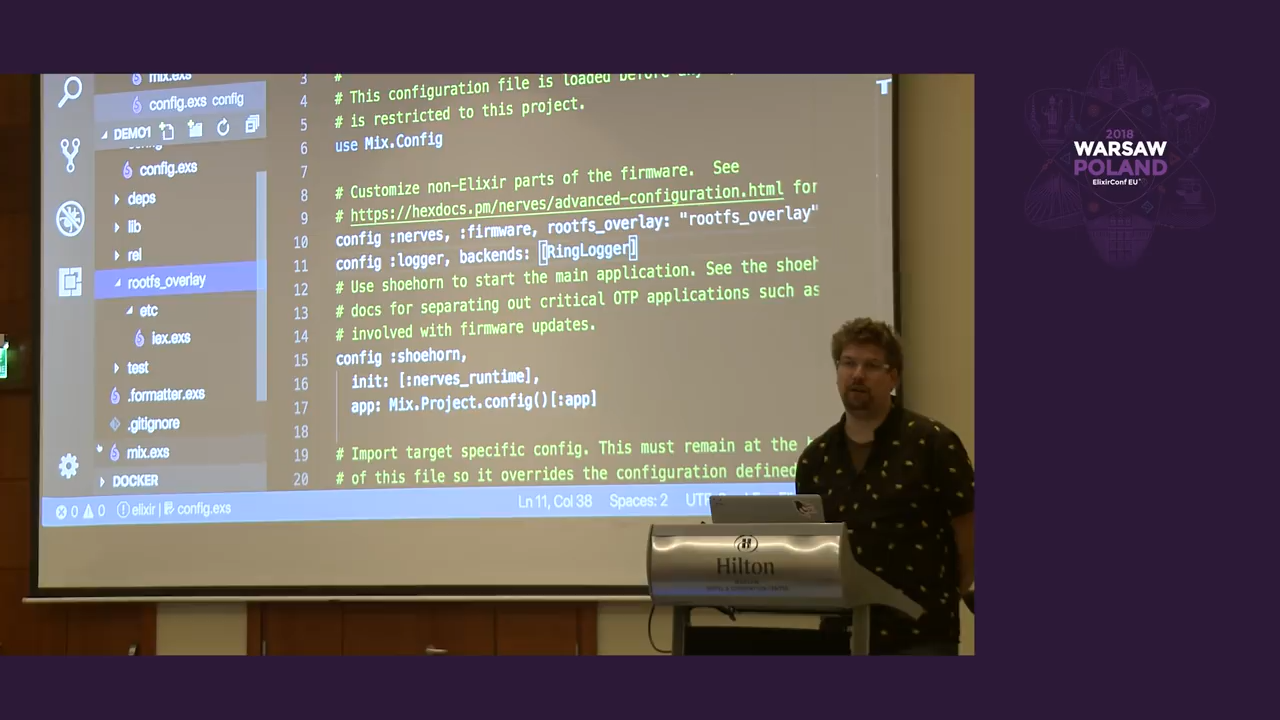 mix.exs
config.exs config
DEMO1
config.exs
deps
lib
rel
rootfs_overlay
etc
iex.exs
test
.formatter.exs
.gitignore
mix.exs
DOCKER
3 #
4 # This configuration file is loaded before any
5 # is restricted to this project.
6 use Mix.Config
7
8 # Customize non-Elixir parts of the firmware. See
9 # https://hexdocs.pm/nerves/advanced-configuration.html for
10 config :nerves, :firmware, rootfs_overlay: "rootfs_overlay"
11 config :logger, backends: [RingLogger]
12 # Use shoehorn to start the main application. See the shoeh
13 # docs for separating out critical OTP applications such as
14 # involved with firmware updates.
15 config :shoehorn,
16 init: [:nerves_runtime],
17 app: Mix.Project.config()[:app]
18
19 # Import target specific config. This must remain at the
20 # of this file so it overrides the configuration defined
0 0 elixir | config.exs
Ln 11, Col 38 Spaces: 2 UTF
H
Hilton
2018
WARSAW
POLAND
ElixirConf EU